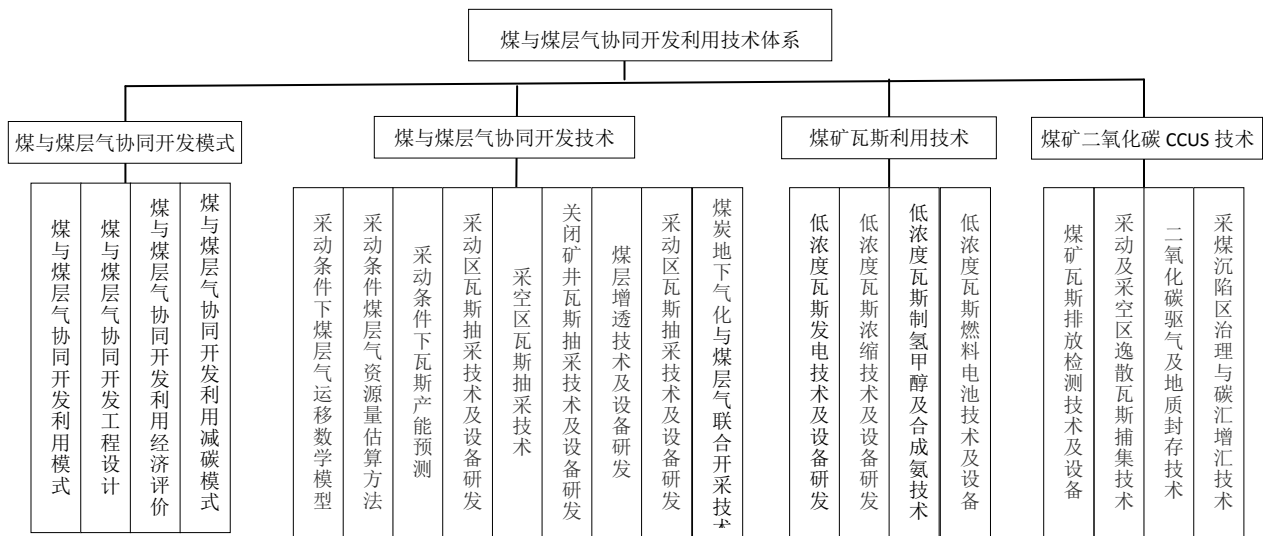 煤与煤层气协同开发利用技术体系
煤与煤层气协同开发模式
煤与煤层气协同开发技术
煤矿瓦斯利用技术
煤矿二氧化碳 CCUS 技术
煤与煤层气协同开发利用模式
煤与煤层气协同开发工程设计
煤与煤层气协同开发利用经济评价
煤与煤层气协同开发利用减碳模式
采动条件下煤层气运移数学模型
采动条件煤层气资源量估算方法
采动条件下瓦斯产能预测
采动区瓦斯抽采技术及设备研发
采空区瓦斯抽采技术
关闭矿井瓦斯抽采技术及设备研发
煤层增透技术及设备研发
采动区瓦斯抽采技术及设备研发
煤炭地下气化与煤层气联合开采技术
低浓度瓦斯发电技术及设备研发
低浓度瓦斯浓缩技术及设备研发
低浓度瓦斯制氢甲醇及合成氨技术
低浓度瓦斯燃料电池技术及设备
煤矿瓦斯排放检测技术及设备
采动及采空区逸散瓦斯捕集技术
二氧化碳驱气及地质封存技术
采煤沉陷区治理与碳汇增汇技术